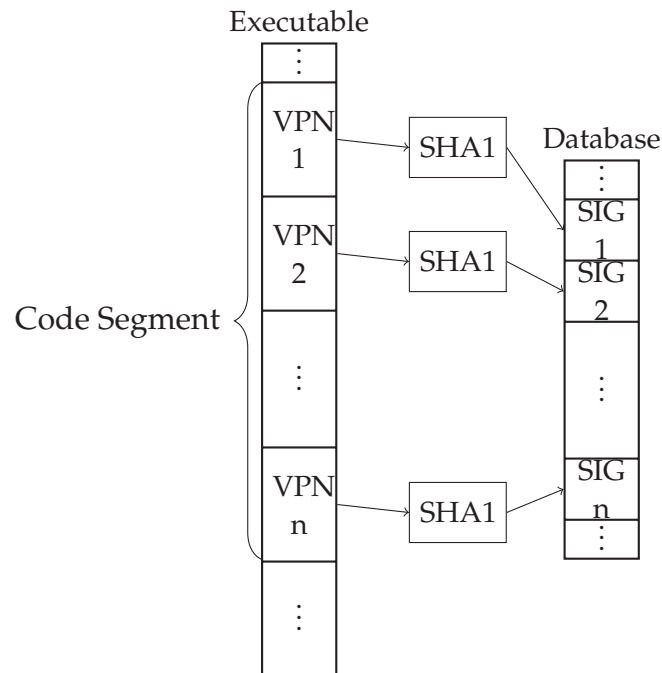 Executable
⋮
VPN
1
SHA1
Database
⋮
SIG
1
VPN
2
SHA1
SIG
2
Code Segment
⋮
⋮
VPN
n
SHA1
SIG
n
⋮
⋮